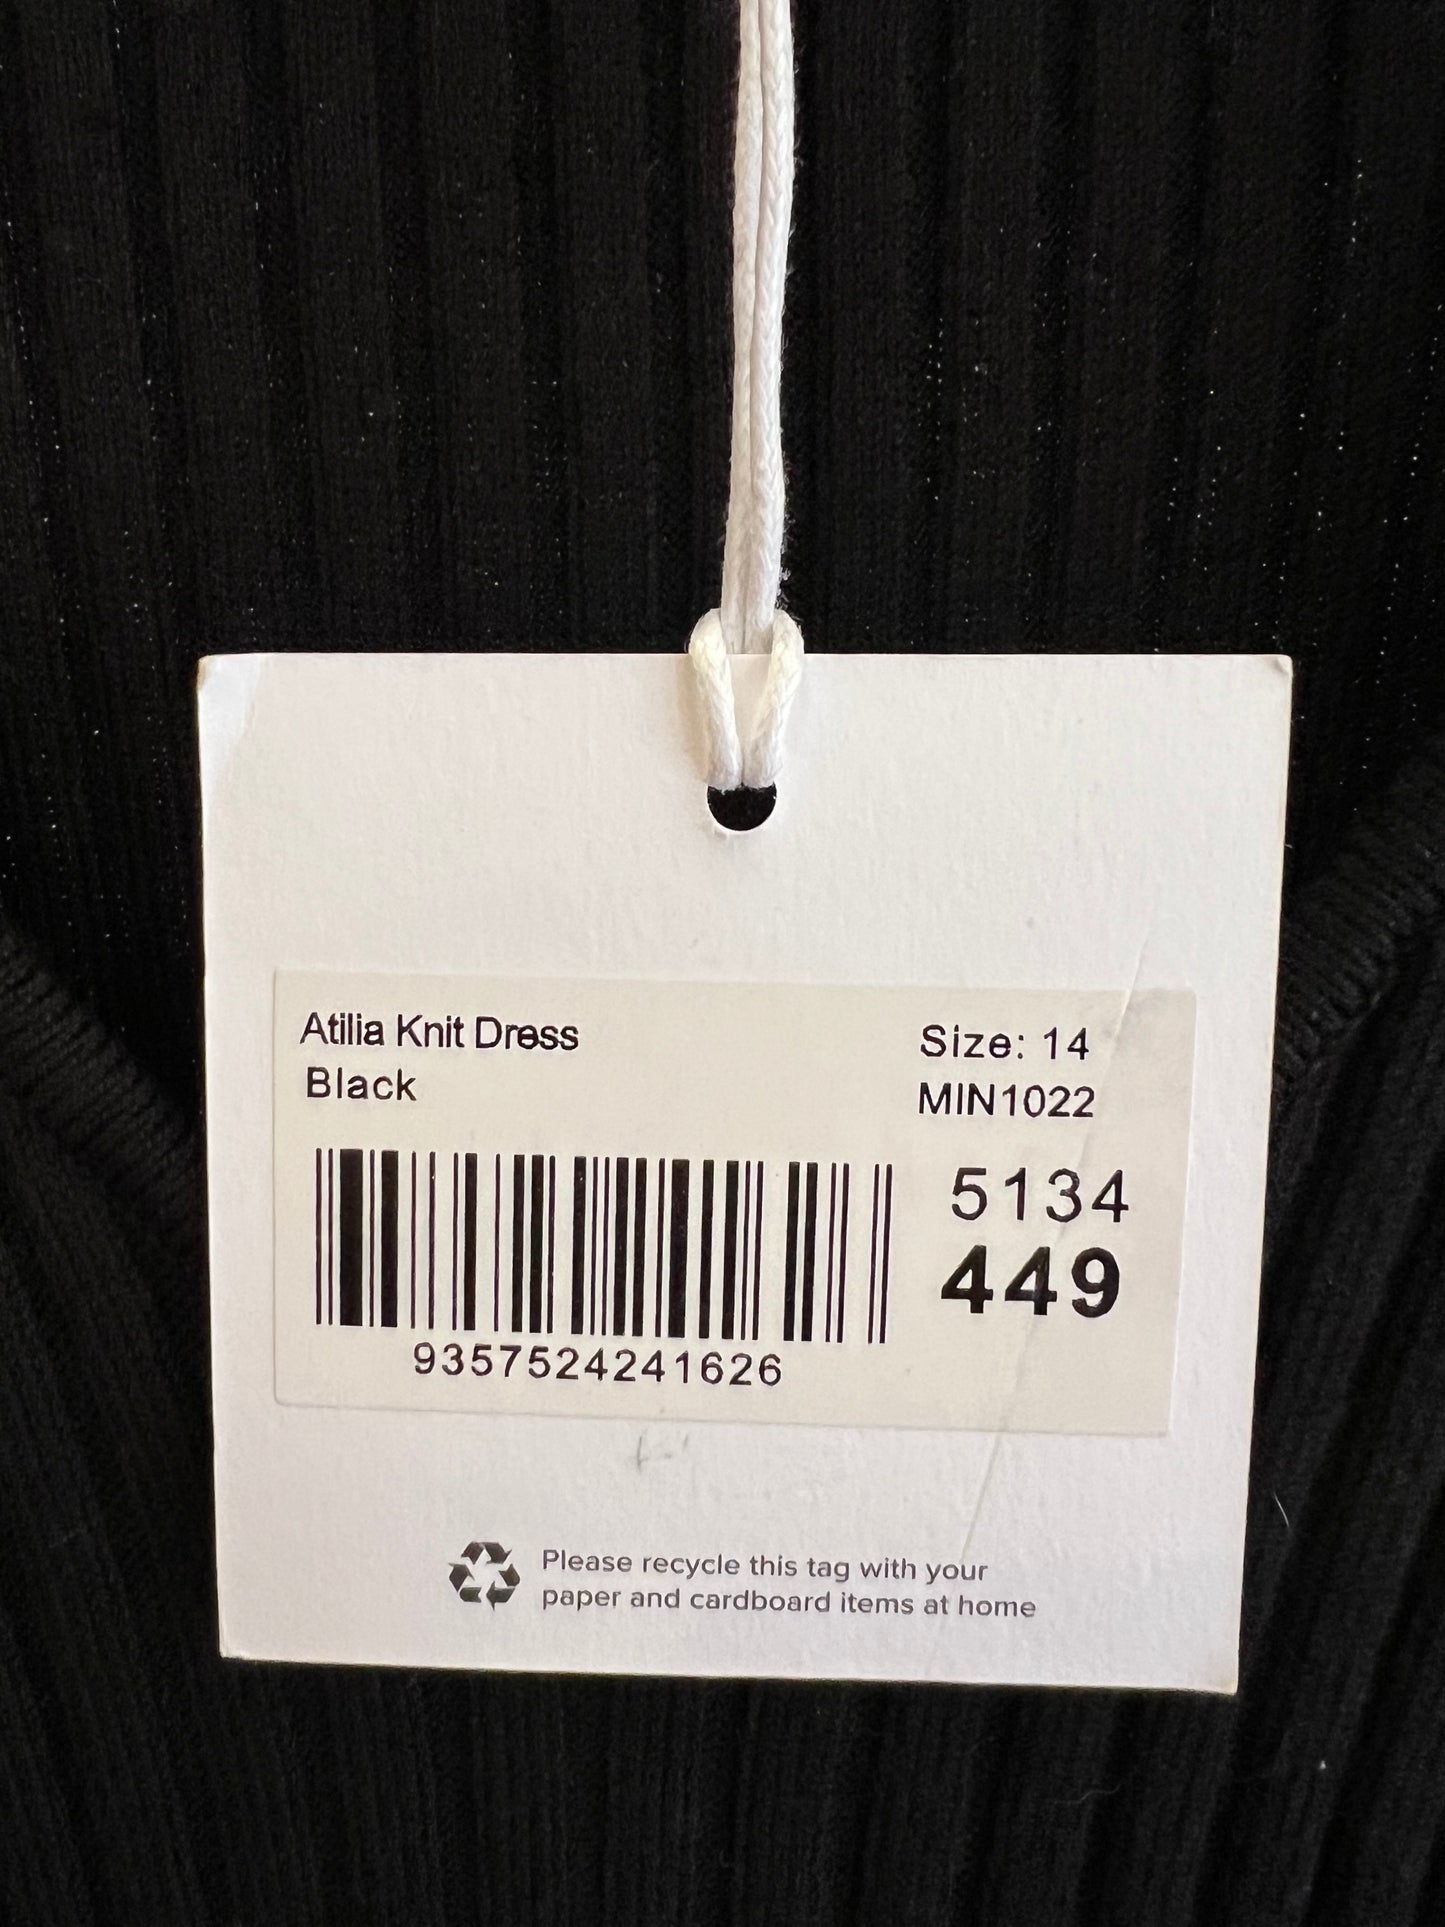 Atilia Knit Dress
Black
Size: 14
MIN1022
5134
449
9357524241626
Please recycle this tag with your
paper and cardboard items at home